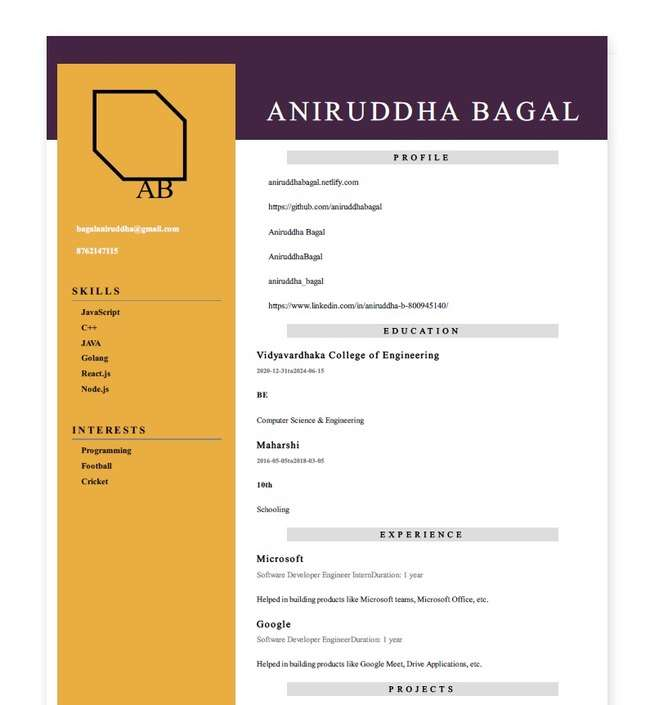 ANIRUDDHA BAGAL
AB
bagalaniruddha@gmail.com
8762147115
SKILLS
JavaScript
C++
JAVA
Golang
React.js
Node.js
INTERESTS
Programming
Football
Cricket
PROFILE
aniruddhabagal.netlify.com
https://github.com/aniruddhabagal
Aniruddha Bagal
AniruddhaBagal
aniruddha_bagal
https://www.linkedin.com/in/aniruddha-b-800945140/
EDUCATION
Vidyavardhaka College of Engineering
2020-12-31to2024-06-15
BE
Computer Science & Engineering
Maharshi
2016-05-05to2018-03-05
10th
Schooling
EXPERIENCE
Microsoft
Software Developer Engineer InternDuration: 1 year
Helped in building products like Microsoft teams, Microsoft Office, etc.
Google
Software Developer EngineerDuration: 1 year
Helped in building products like Google Meet, Drive Applications, etc.
PROJECTS